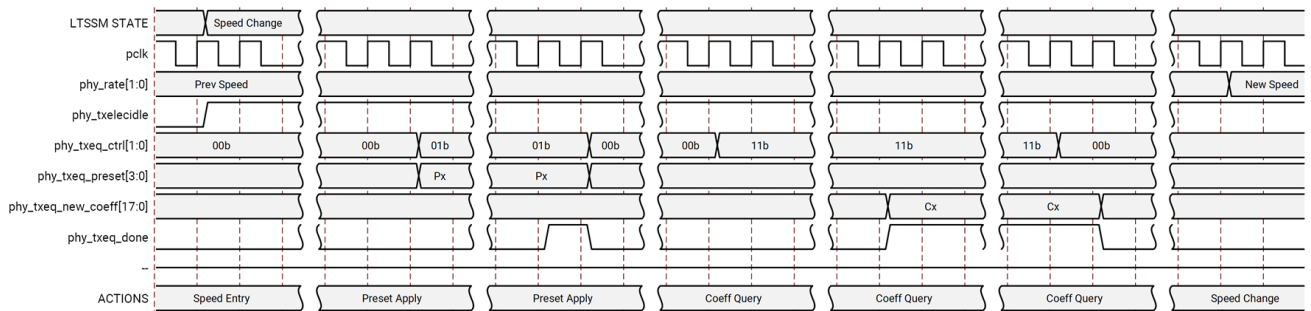 LTSSM STATE Speed Change
pclk
phy_rate[1:0] Prev Speed New Speed
phy_txelecidle
phy_txeq_ctrl[1:0] 00b 00b 01b 01b 00b 00b 11b 11b 11b 00b
phy_txeq_preset[3:0] Px Px
phy_txeq_new_coeff[17:0] Cx Cx
phy_txeq_done
--
ACTIONS Speed Entry Preset Apply Preset Apply Coeff Query Coeff Query Coeff Query Speed Change